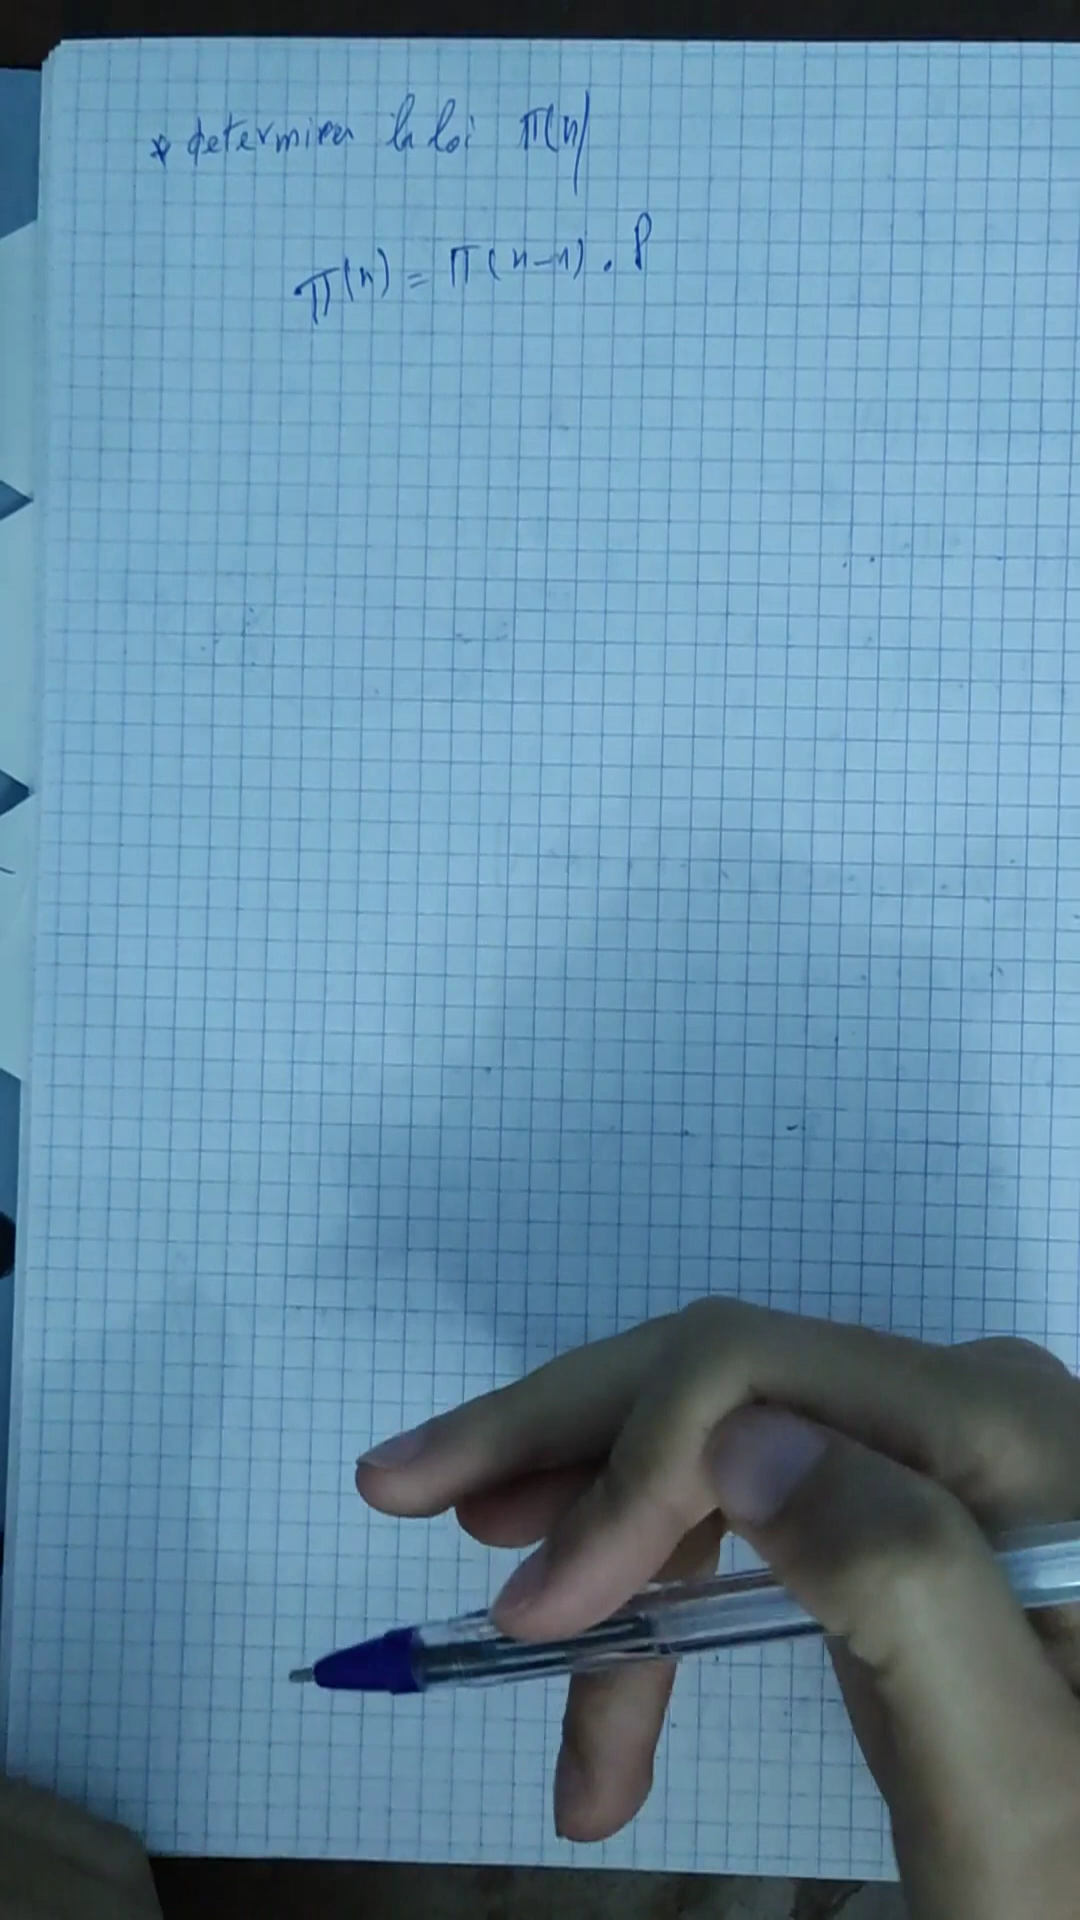 * determiner la loi π(n)
π(n) = π(n-1) . P